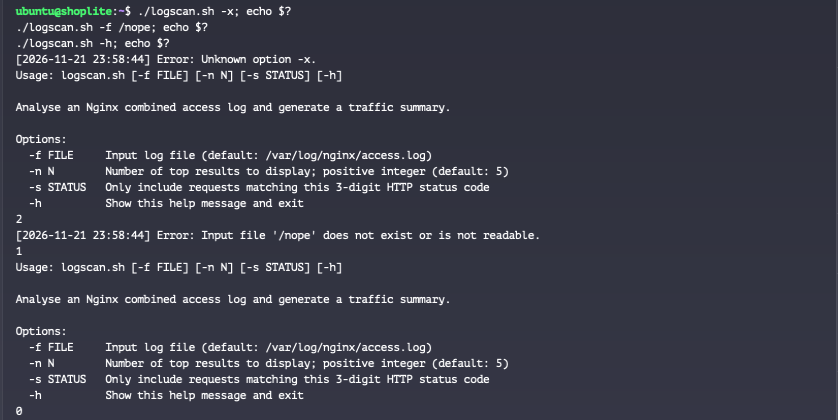 ubuntu@shoplite:~$ ./logscan.sh -x; echo $?
./logscan.sh -f /nope; echo $?
./logscan.sh -h; echo $?
[2026-11-21 23:58:44] Error: Unknown option -x.
Usage: logscan.sh [-f FILE] [-n N] [-s STATUS] [-h]

Analyse an Nginx combined access log and generate a traffic summary.

Options:
  -f FILE     Input log file (default: /var/log/nginx/access.log)
  -n N        Number of top results to display; positive integer (default: 5)
  -s STATUS   Only include requests matching this 3-digit HTTP status code
  -h          Show this help message and exit
2
[2026-11-21 23:58:44] Error: Input file '/nope' does not exist or is not readable.
1
Usage: logscan.sh [-f FILE] [-n N] [-s STATUS] [-h]

Analyse an Nginx combined access log and generate a traffic summary.

Options:
  -f FILE     Input log file (default: /var/log/nginx/access.log)
  -n N        Number of top results to display; positive integer (default: 5)
  -s STATUS   Only include requests matching this 3-digit HTTP status code
  -h          Show this help message and exit
0